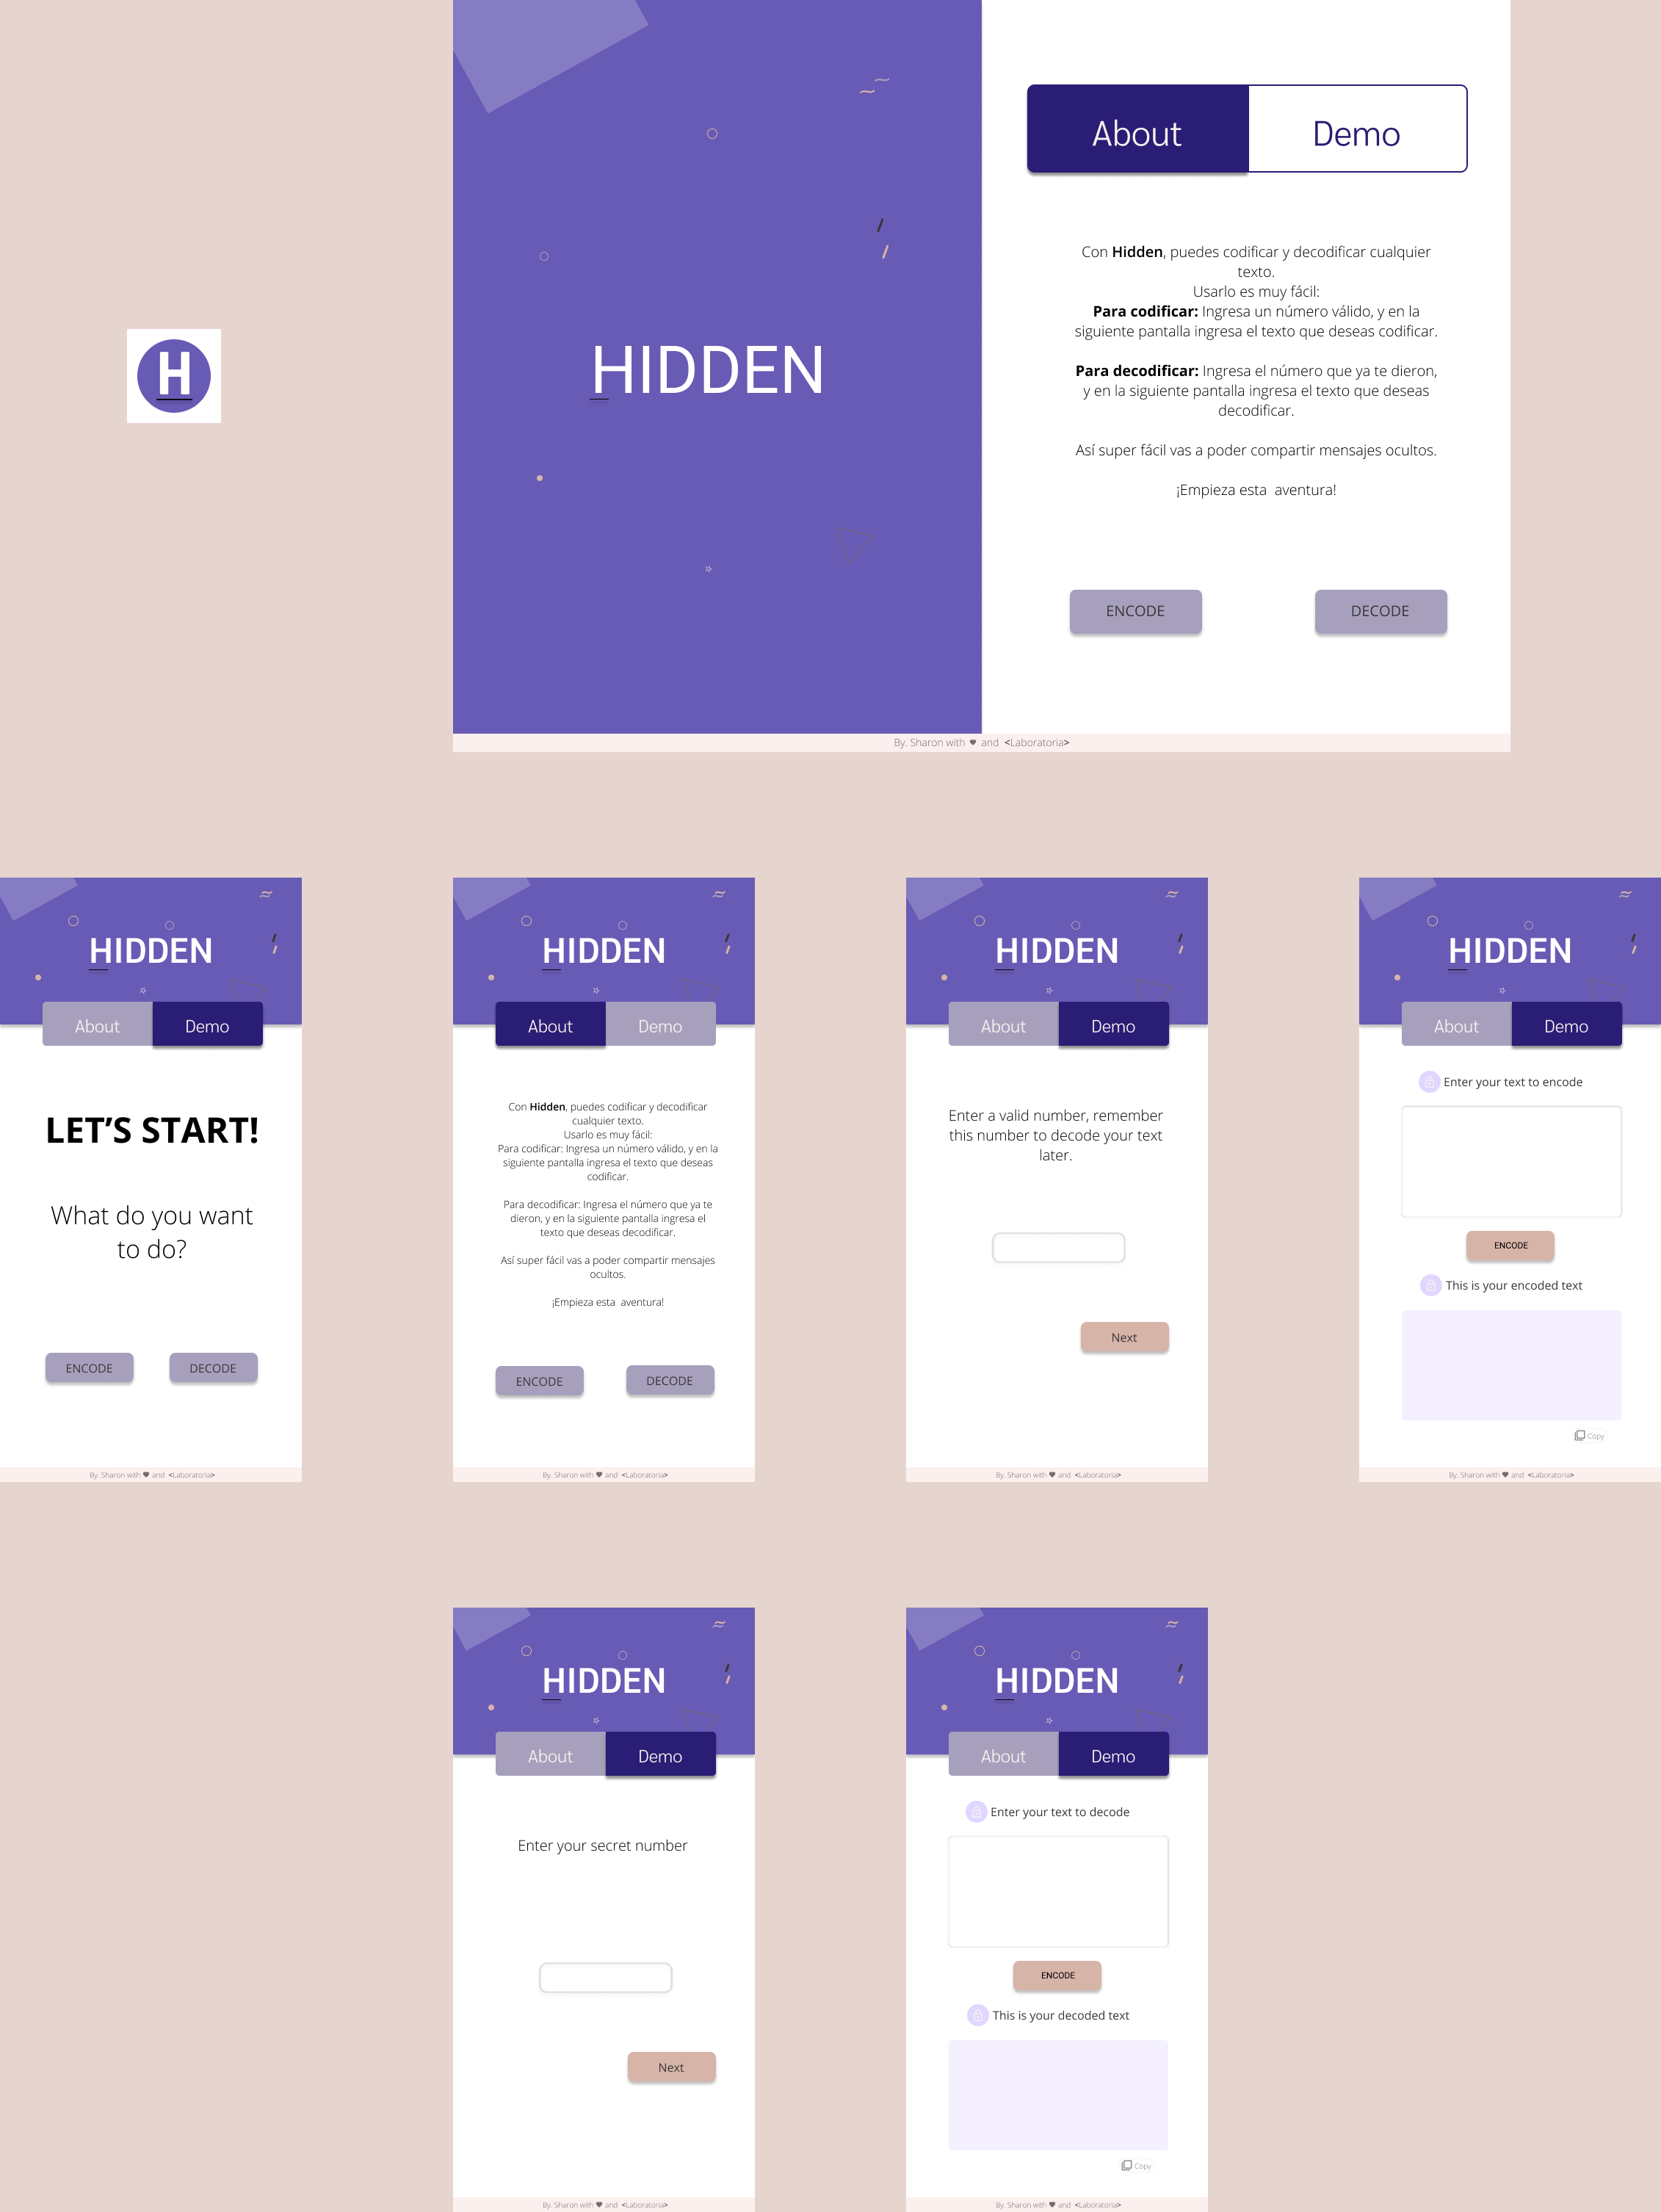 H
HIDDEN
About
Demo
Con Hidden, puedes codificar y decodificar cualquier
texto.
Usarlo es muy fácil:
Para codificar: Ingresa un número válido, y en la
siguiente pantalla ingresa el texto que deseas codificar.
Para decodificar: Ingresa el número que ya te dieron,
y en la siguiente pantalla ingresa el texto que deseas
decodificar.
Así super fácil vas a poder compartir mensajes ocultos.
¡Empieza esta  aventura!
ENCODE
DECODE
By. Sharon with ♥ and <Laboratoria>
HIDDEN
About
Demo
LET’S START!
What do you want
to do?
ENCODE
DECODE
By. Sharon with ♥ and <Laboratoria>
HIDDEN
About
Demo
Con Hidden, puedes codificar y decodificar
cualquier texto.
Usarlo es muy fácil:
Para codificar: Ingresa un número válido, y en la
siguiente pantalla ingresa el texto que deseas
codificar.
Para decodificar: Ingresa el número que ya te
dieron, y en la siguiente pantalla ingresa el
texto que deseas decodificar.
Así super fácil vas a poder compartir mensajes
ocultos.
¡Empieza esta  aventura!
ENCODE
DECODE
By. Sharon with ♥ and <Laboratoria>
HIDDEN
About
Demo
Enter a valid number, remember
this number to decode your text
later.
Next
By. Sharon with ♥ and <Laboratoria>
HIDDEN
About
Demo
Enter your text to encode
ENCODE
This is your encoded text
Copy
By. Sharon with ♥ and <Laboratoria>
HIDDEN
About
Demo
Enter your secret number
Next
By. Sharon with ♥ and <Laboratoria>
HIDDEN
About
Demo
Enter your text to decode
ENCODE
This is your decoded text
Copy
By. Sharon with ♥ and <Laboratoria>